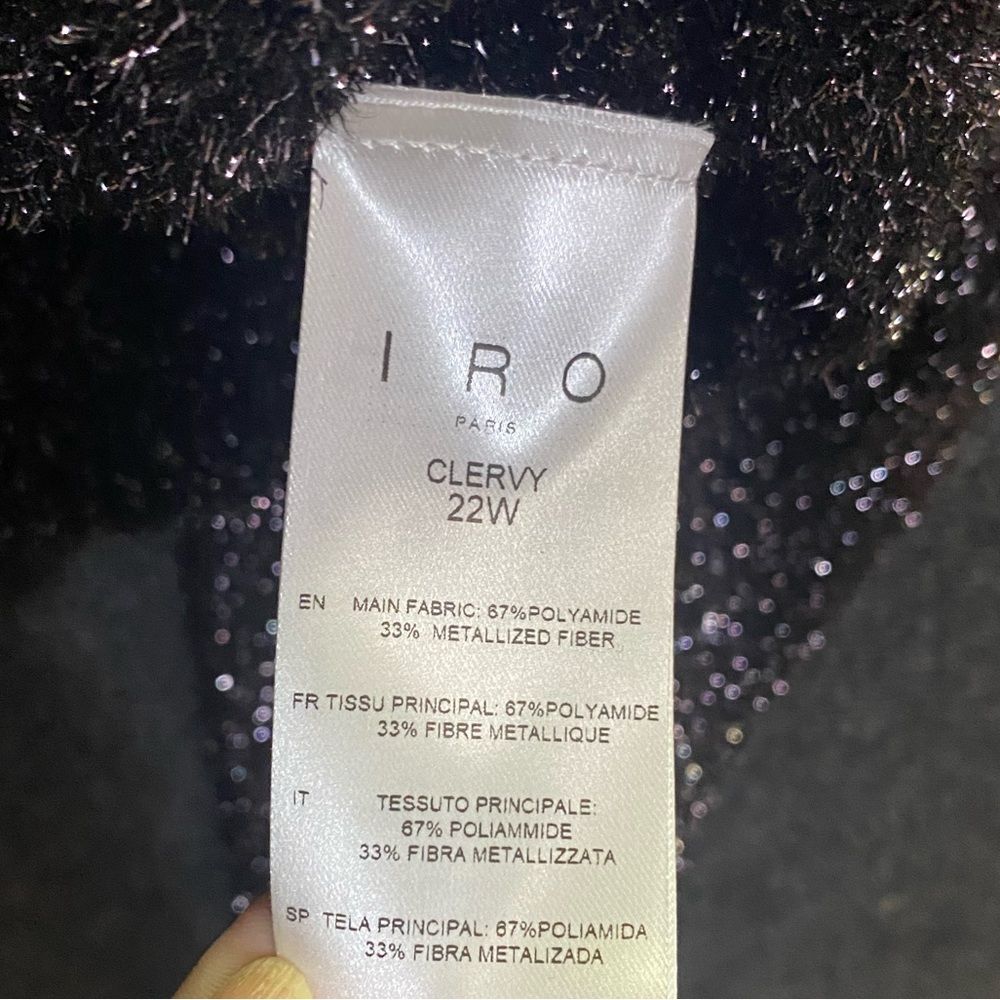 IRO
PARIS
CLERVY
22W
EN MAIN FABRIC: 67%POLYAMIDE
33% METALLIZED FIBER
FR TISSU PRINCIPAL: 67%POLYAMIDE
33% FIBRE METALLIQUE
IT TESSUTO PRINCIPALE:
67% POLIAMMIDE
33% FIBRA METALLIZZATA
SP TELA PRINCIPAL: 67%POLIAMIDA
33% FIBRA METALIZADA